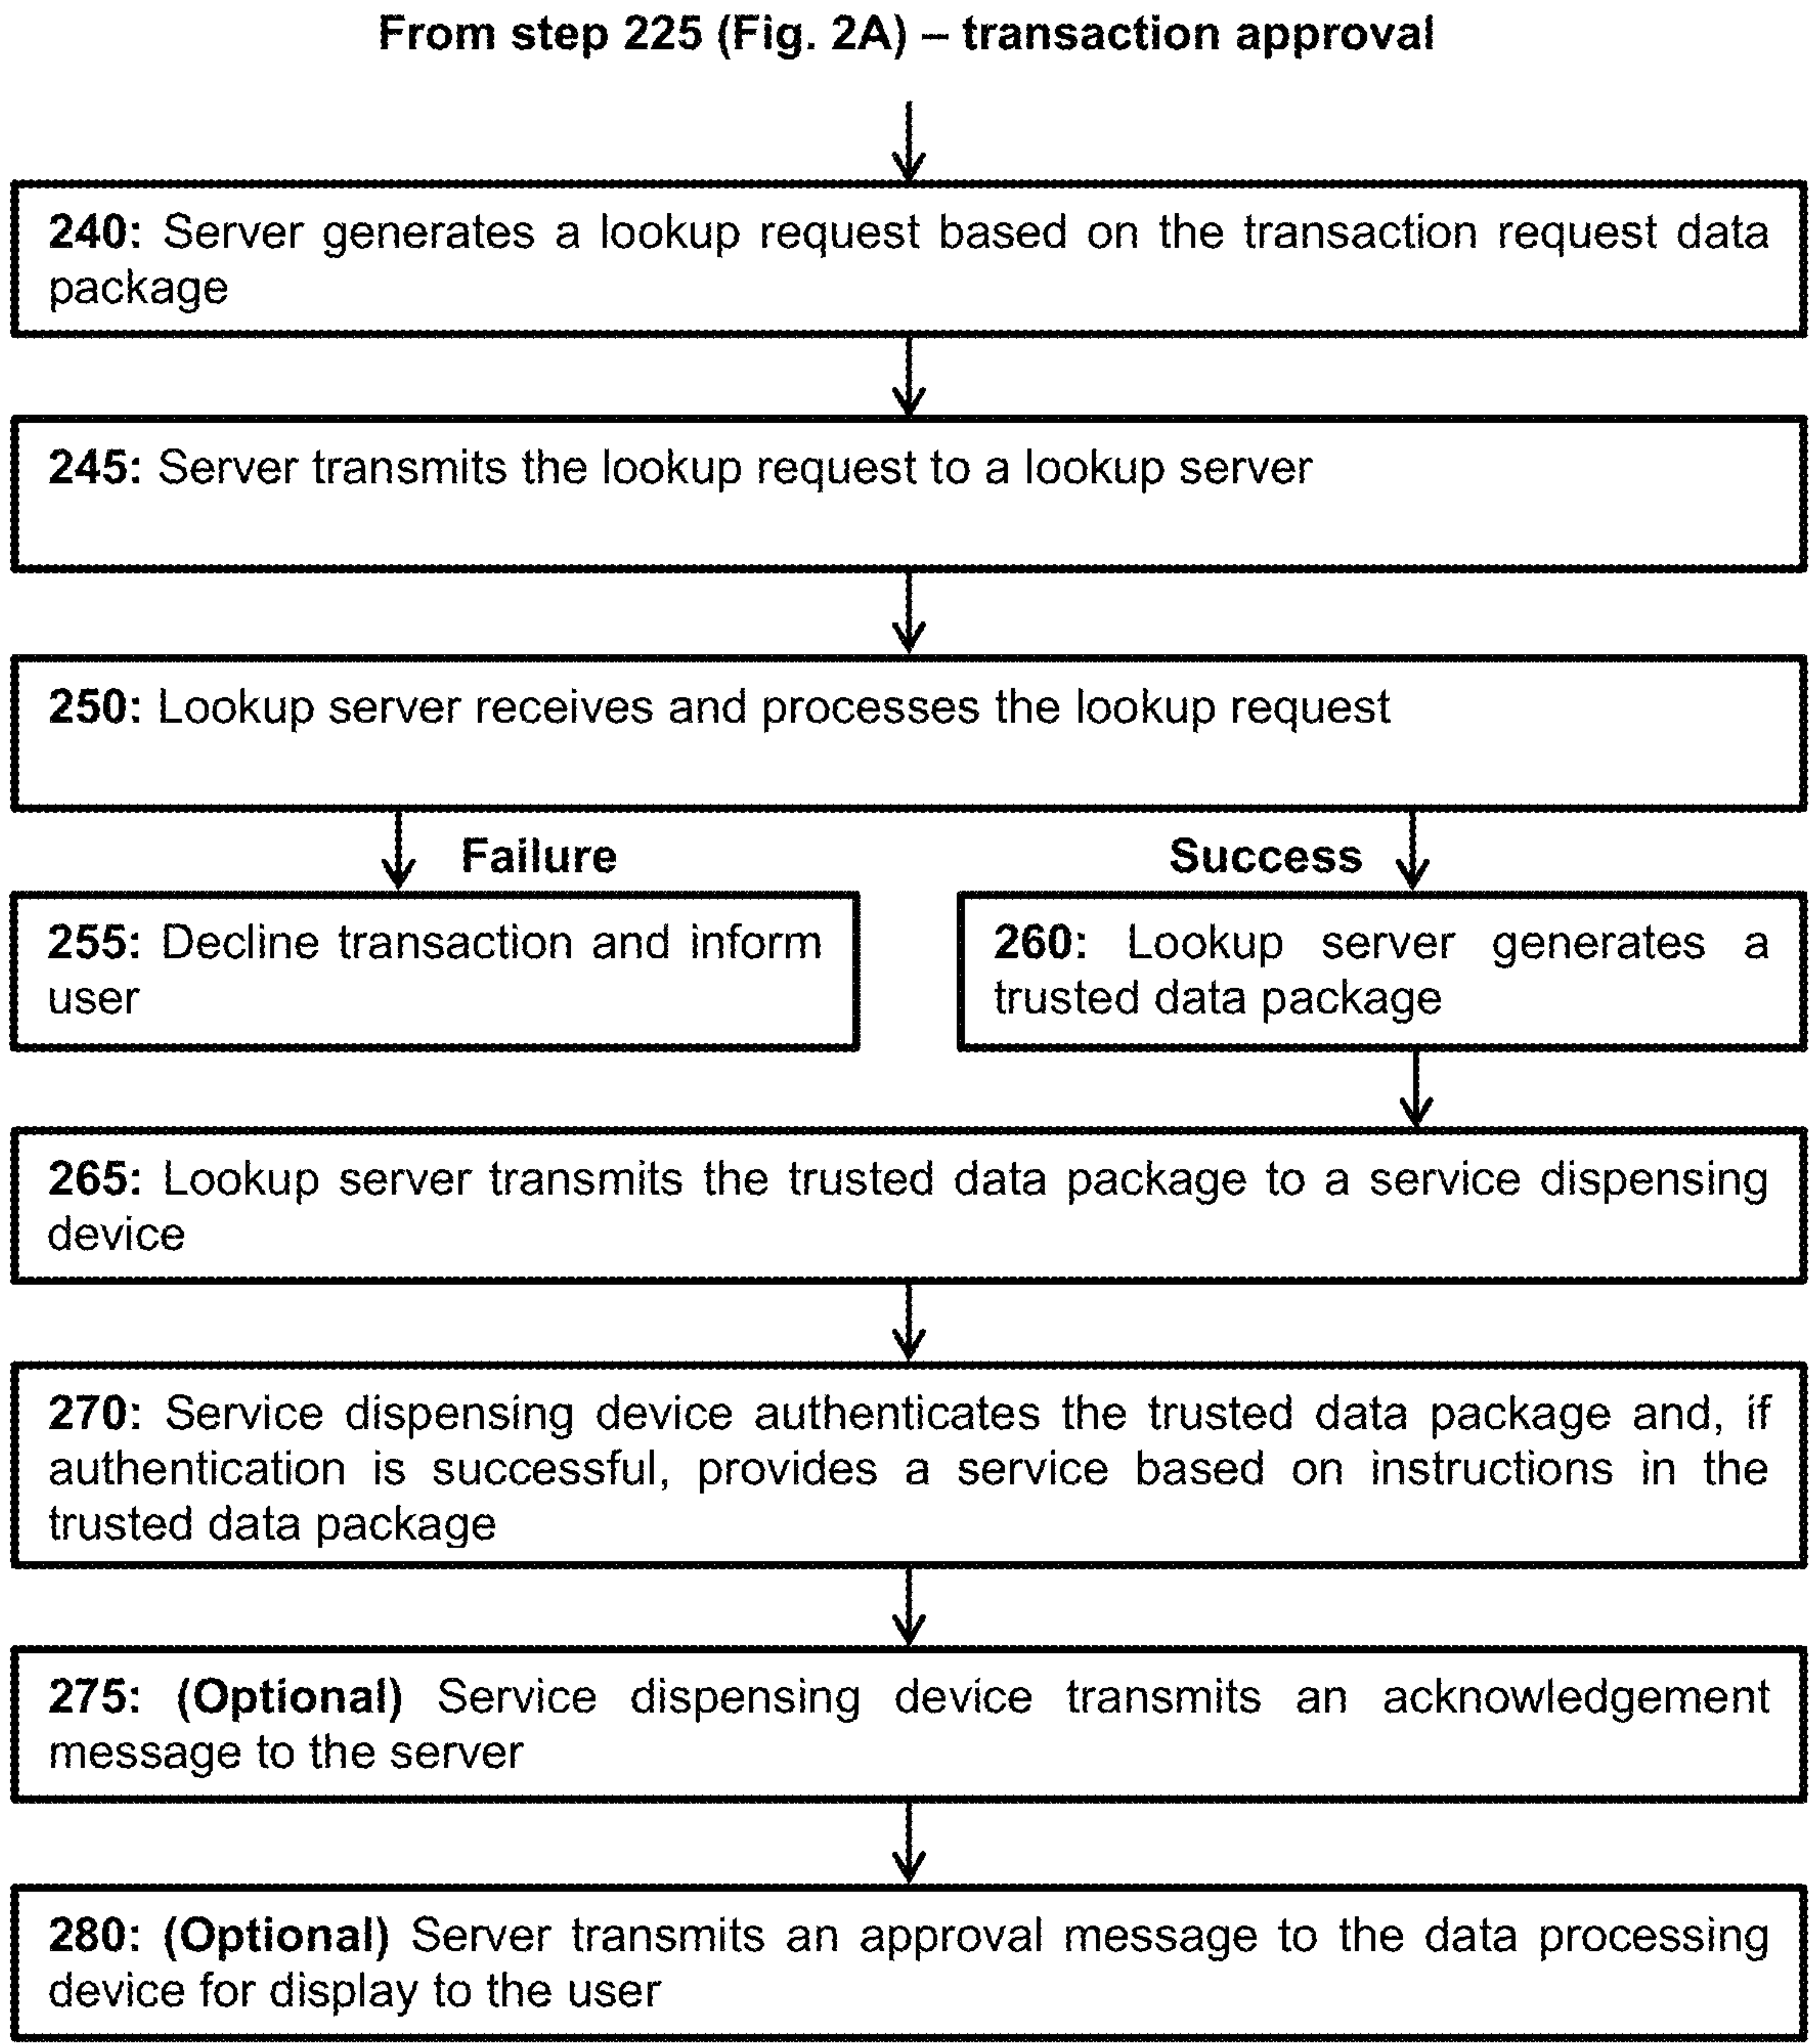 From step 225 (Fig. 2A) – transaction approval
240: Server generates a lookup request based on the transaction request data
package
245: Server transmits the lookup request to a lookup server
250: Lookup server receives and processes the lookup request
Failure
Success
255: Decline transaction and inform
user
260: Lookup server generates a
trusted data package
265: Lookup server transmits the trusted data package to a service dispensing
device
270: Service dispensing device authenticates the trusted data package and, if
authentication is successful, provides a service based on instructions in the
trusted data package
275: (Optional) Service dispensing device transmits an acknowledgement
message to the server
280: (Optional) Server transmits an approval message to the data processing
device for display to the user